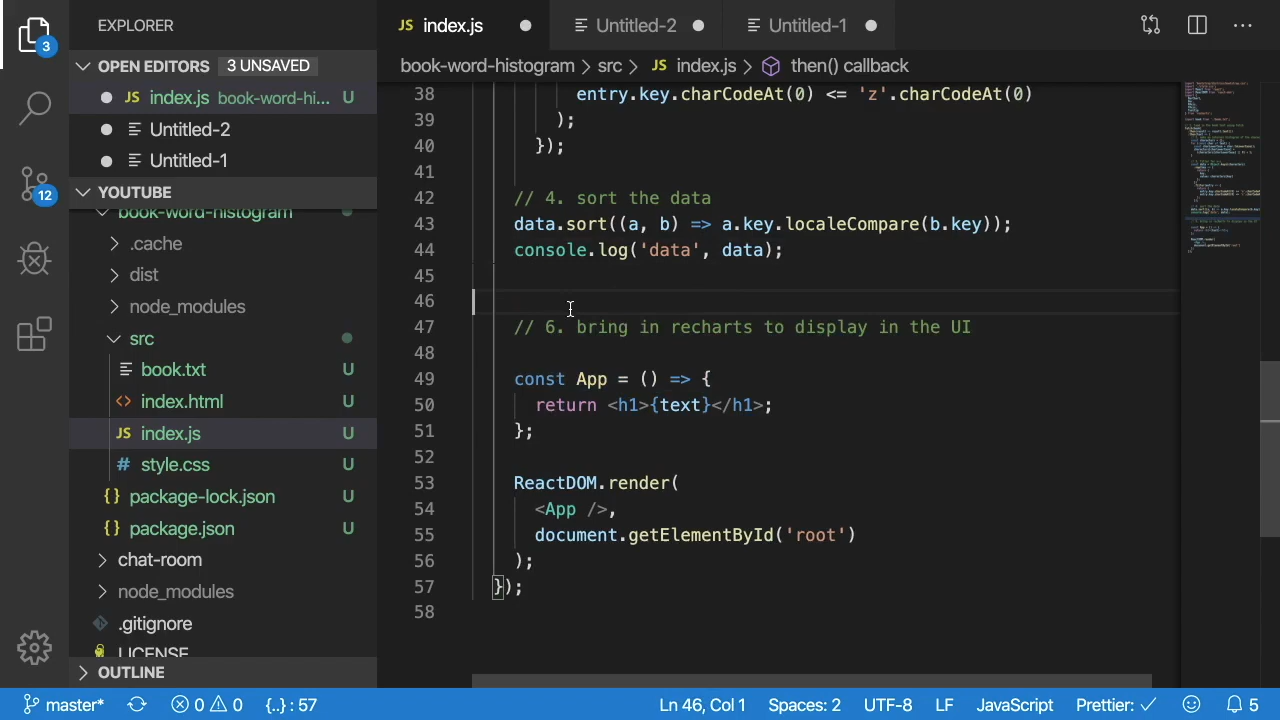 EXPLORER
JS index.js
Untitled-2
Untitled-1
3
OPEN EDITORS 3 UNSAVED
book-word-histogram > src > JS index.js > then() callback
JS index.js book-word-hi... U
Untitled-2
Untitled-1
12
YOUTUBE
book-word-histogram
.cache
dist
node_modules
src
book.txt U
index.html U
JS index.js U
# style.css U
{} package-lock.json U
{} package.json U
chat-room
node_modules
.gitignore
LICENSE
OUTLINE
38 entry.key.charCodeAt(0) <= 'z'.charCodeAt(0)
39 );
40 });
41
42 // 4. sort the data
43 data.sort((a, b) => a.key.localeCompare(b.key));
44 console.log('data', data);
45
46
47 // 6. bring in recharts to display in the UI
48
49 const App = () => {
50 return <h1>{text}</h1>;
51 };
52
53 ReactDOM.render(
54 <App />,
55 document.getElementById('root')
56 );
57 });
58
master* 0 0 {..} : 57 Ln 46, Col 1 Spaces: 2 UTF-8 LF JavaScript Prettier: ✓ 5